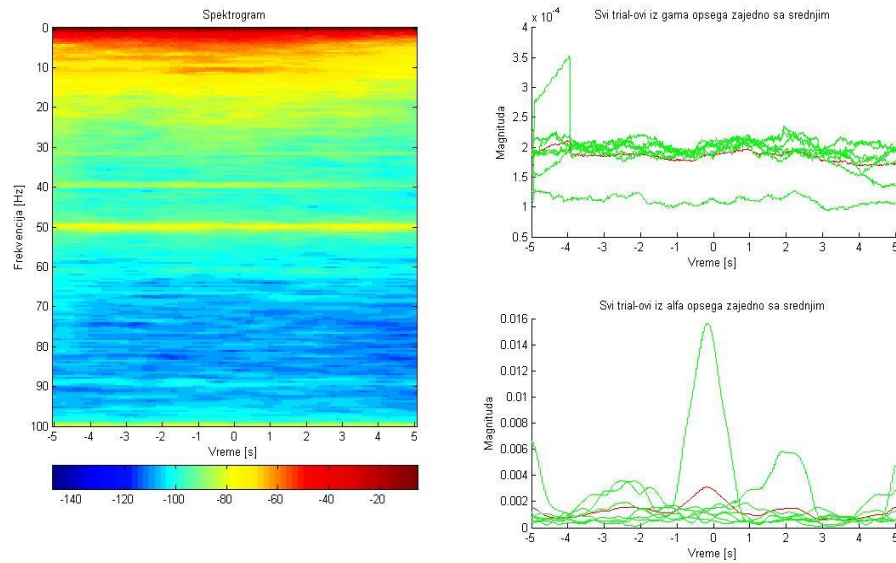 Spektrogram
0
10
20
30
40
50
60
70
80
90
100
Frekvencija [Hz]
-5 -4 -3 -2 -1 0 1 2 3 4 5
Vreme [s]
-140 -120 -100 -80 -60 -40 -20
Svi trial-ovi iz gama opsega zajedno sa srednjim
x 10⁻⁴
4
3.5
3
2.5
2
1.5
1
0.5
Magnituda
-5 -4 -3 -2 -1 0 1 2 3 4 5
Vreme [s]
Svi trial-ovi iz alfa opsega zajedno sa srednjim
0.016
0.014
0.012
0.01
0.008
0.006
0.004
0.002
0
Magnituda
-5 -4 -3 -2 -1 0 1 2 3 4 5
Vreme [s]